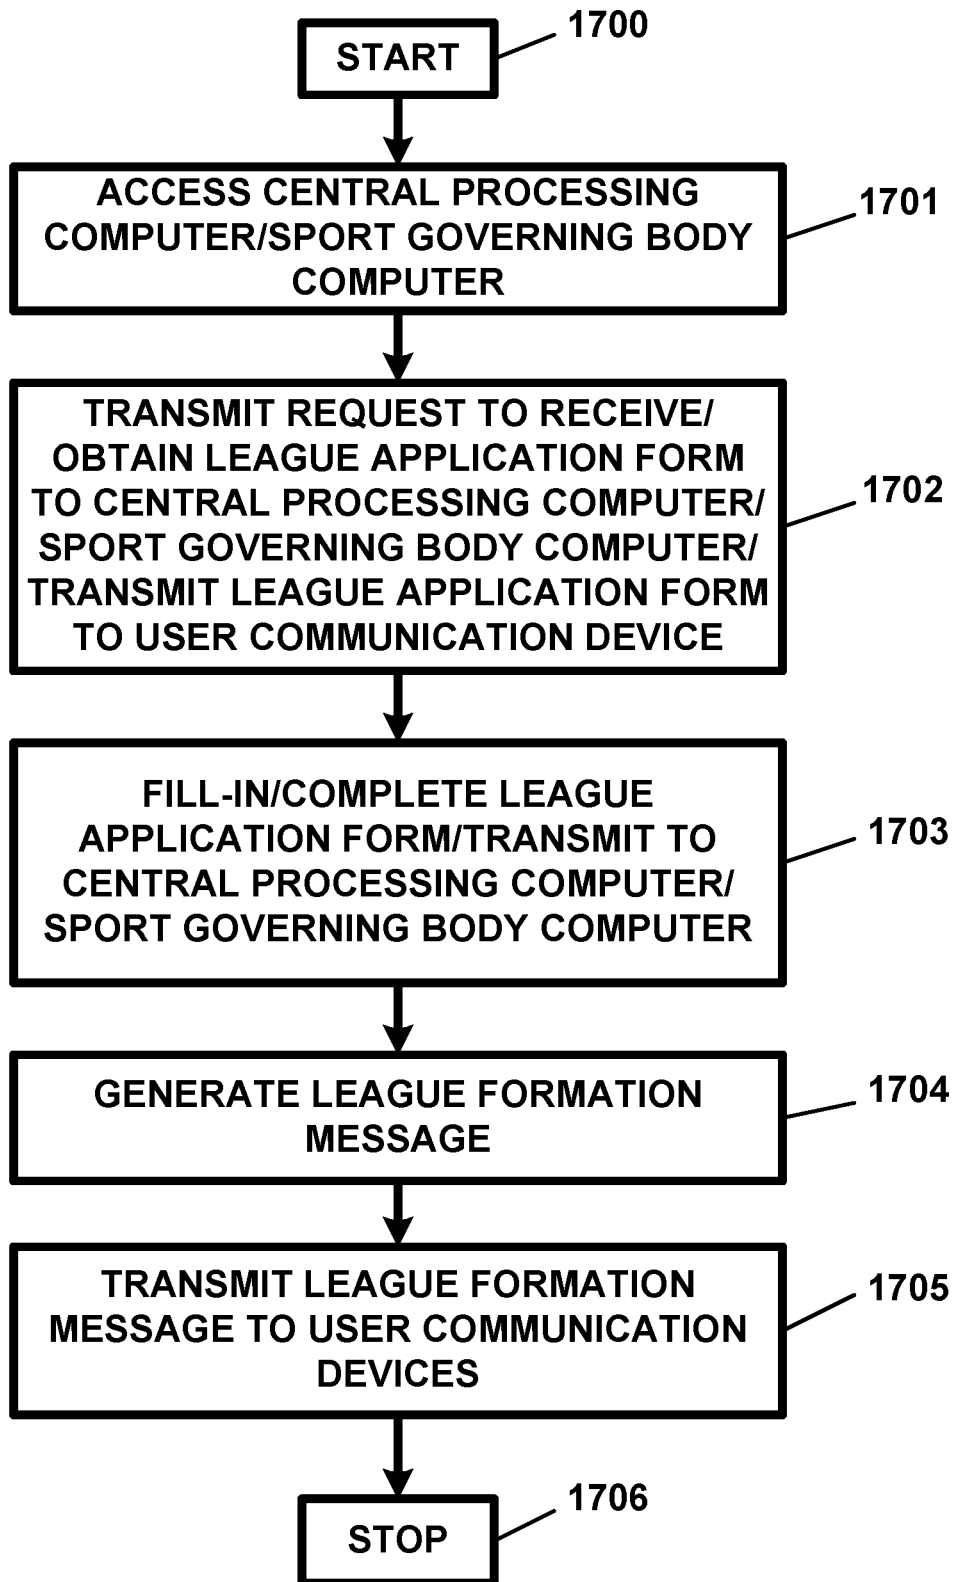 START
1700
ACCESS CENTRAL PROCESSING
COMPUTER/SPORT GOVERNING BODY
COMPUTER
1701
TRANSMIT REQUEST TO RECEIVE/
OBTAIN LEAGUE APPLICATION FORM
TO CENTRAL PROCESSING COMPUTER/
SPORT GOVERNING BODY COMPUTER/
TRANSMIT LEAGUE APPLICATION FORM
TO USER COMMUNICATION DEVICE
1702
FILL-IN/COMPLETE LEAGUE
APPLICATION FORM/TRANSMIT TO
CENTRAL PROCESSING COMPUTER/
SPORT GOVERNING BODY COMPUTER
1703
GENERATE LEAGUE FORMATION
MESSAGE
1704
TRANSMIT LEAGUE FORMATION
MESSAGE TO USER COMMUNICATION
DEVICES
1705
STOP
1706